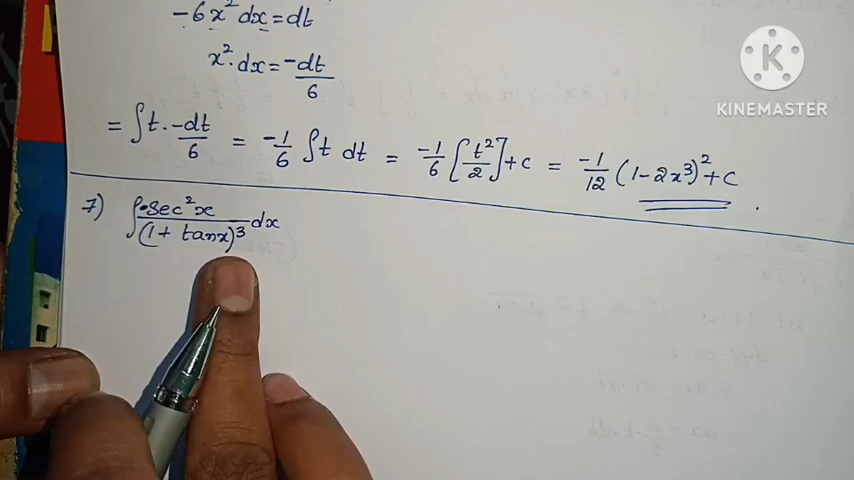 -6x² dx = dt
x²·dx = -dt/6
= ∫t · -dt/6 = -1/6 ∫t dt = -1/6 [t²/2] + c = -1/12 (1-2x³)² + c
7) ∫ sec²x/(1 + tanx)³ dx
K
KINEMASTER